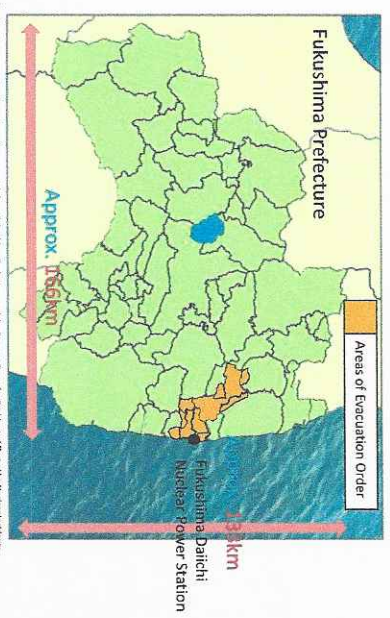 Fukushima Prefecture
Areas of Evacuation Order
Approx. 166km
133km
Fukushima Daiichi
Nuclear Power Station